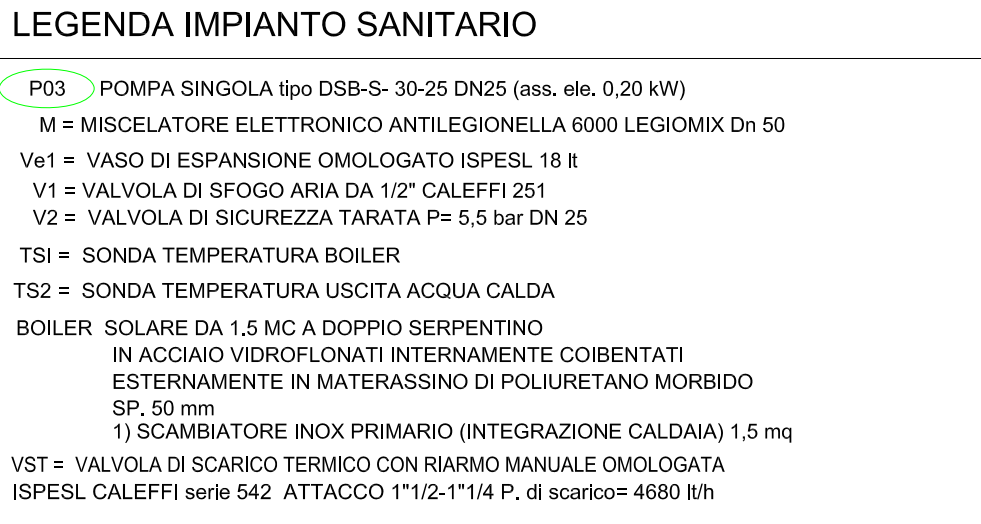 LEGENDA IMPIANTO SANITARIO
P03 POMPA SINGOLA tipo DSB-S- 30-25 DN25 (ass. ele. 0,20 kW)
M = MISCELATORE ELETTRONICO ANTILEGIONELLA 6000 LEGIOMIX Dn 50
Ve1 = VASO DI ESPANSIONE OMOLOGATO ISPESL 18 lt
V1 = VALVOLA DI SFOGO ARIA DA 1/2" CALEFFI 251
V2 = VALVOLA DI SICUREZZA TARATA P= 5,5 bar DN 25
TSI = SONDA TEMPERATURA BOILER
TS2 = SONDA TEMPERATURA USCITA ACQUA CALDA
BOILER SOLARE DA 1.5 MC A DOPPIO SERPENTINO
IN ACCIAIO VIDROFLONATI INTERNAMENTE COIBENTATI
ESTERNAMENTE IN MATERASSINO DI POLIURETANO MORBIDO
SP. 50 mm
1) SCAMBIATORE INOX PRIMARIO (INTEGRAZIONE CALDAIA) 1,5 mq
VST = VALVOLA DI SCARICO TERMICO CON RIARMO MANUALE OMOLOGATA
ISPESL CALEFFI serie 542 ATTACCO 1"1/2-1"1/4 P. di scarico= 4680 lt/h